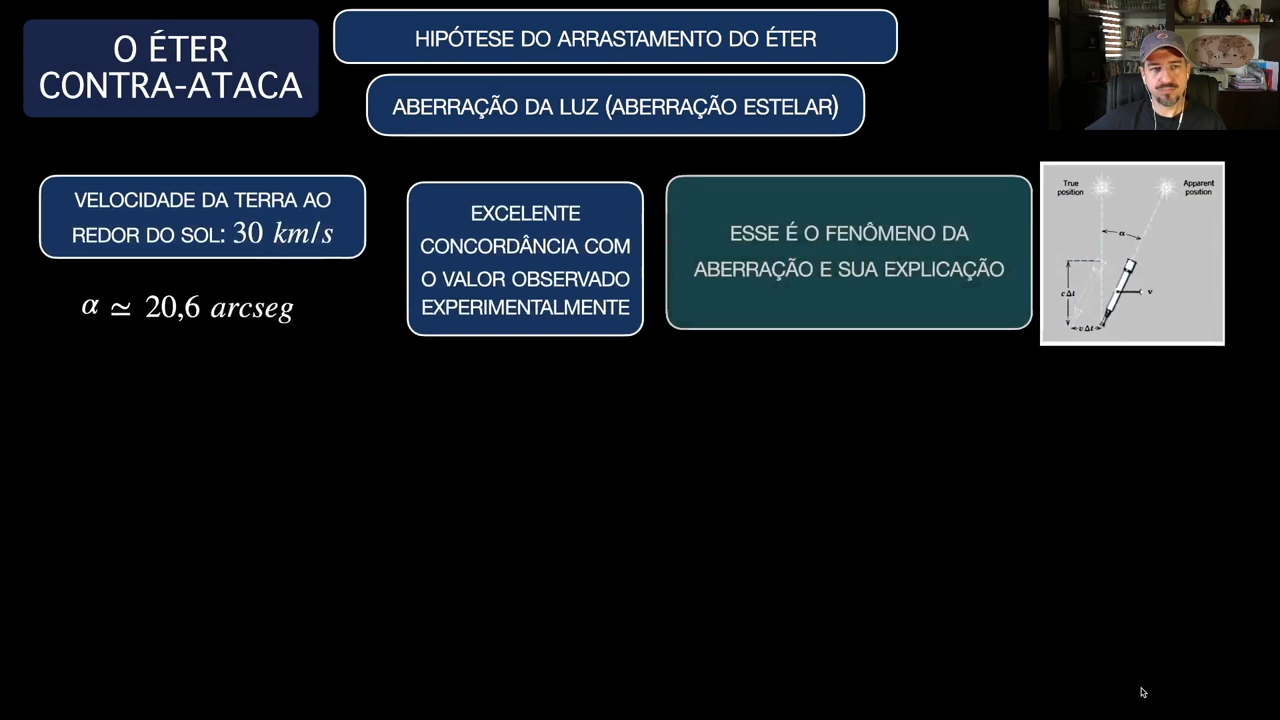 O ÉTER
CONTRA-ATACA
HIPÓTESE DO ARRASTAMENTO DO ÉTER
ABERRAÇÃO DA LUZ (ABERRAÇÃO ESTELAR)
VELOCIDADE DA TERRA AO
REDOR DO SOL: 30 km/s
α ≃ 20,6 arcseg
EXCELENTE
CONCORDÂNCIA COM
O VALOR OBSERVADO
EXPERIMENTALMENTE
ESSE É O FENÔMENO DA
ABERRAÇÃO E SUA EXPLICAÇÃO
True
position
Apparent
position
α
c Δt
v
v Δt